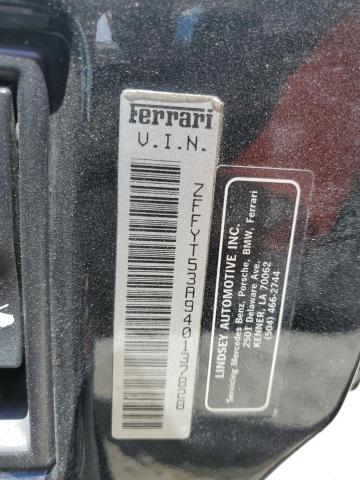 Ferrari
V.I.N.
ZFFYT53A940137828
LINDSEY AUTOMOTIVE INC.
Servicing Mercedes Benz, Porsche, BMW, Ferrari
2501 Delaware Ave.
KENNER, LA 70062
(504) 466-2744